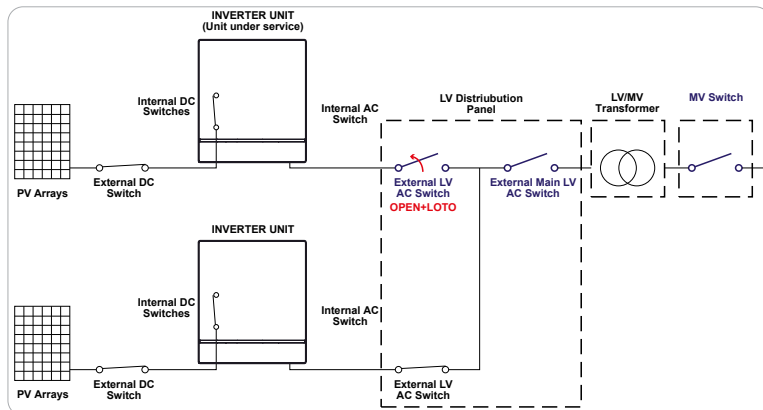 INVERTER UNIT
(Unit under service)
Internal DC
Switches
Internal AC
Switch
LV Distriubution
Panel
LV/MV
Transformer
MV Switch
PV Arrays
External DC
Switch
External LV
AC Switch
OPEN+LOTO
External Main LV
AC Switch
INVERTER UNIT
Internal DC
Switches
Internal AC
Switch
PV Arrays
External DC
Switch
External LV
AC Switch